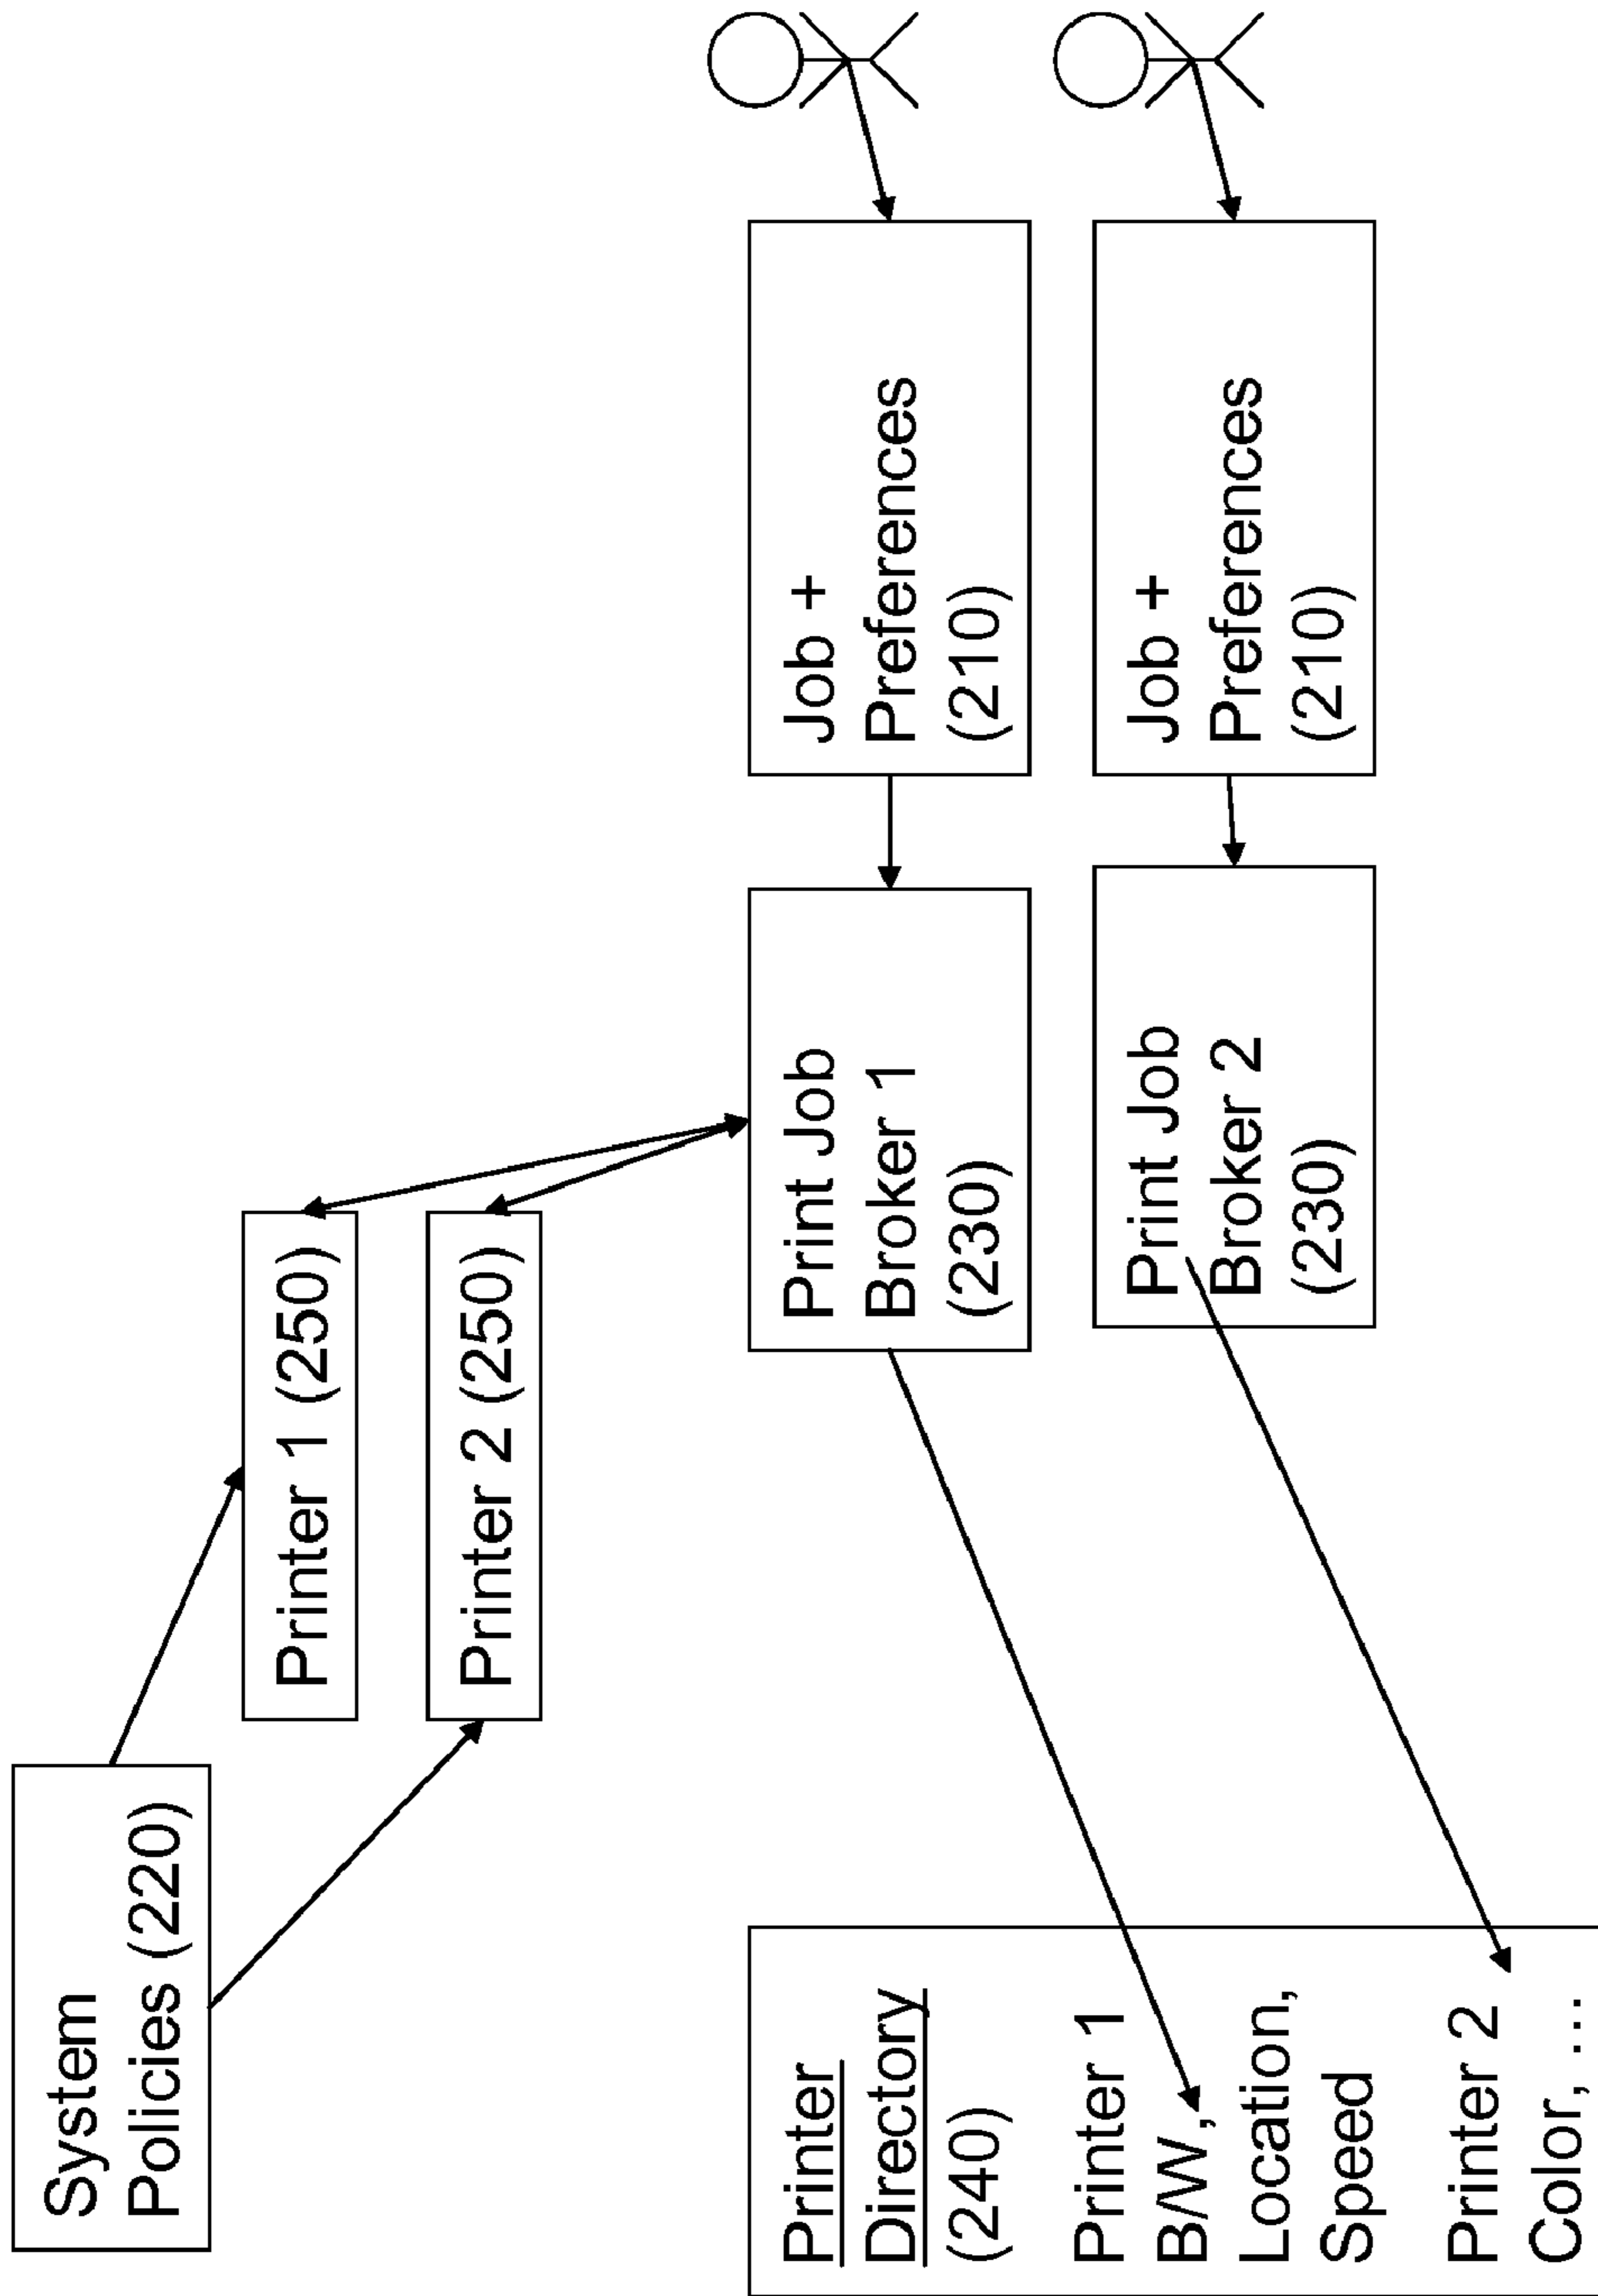 System
Policies (220)
Printer 1 (250)
Printer 2 (250)
Printer
Directory
(240)
Printer 1
B/W,
Location,
Speed
Printer 2
Color, ...
Print Job
Broker 1
(230)
Print Job
Broker 2
(230)
Job +
Preferences
(210)
Job +
Preferences
(210)